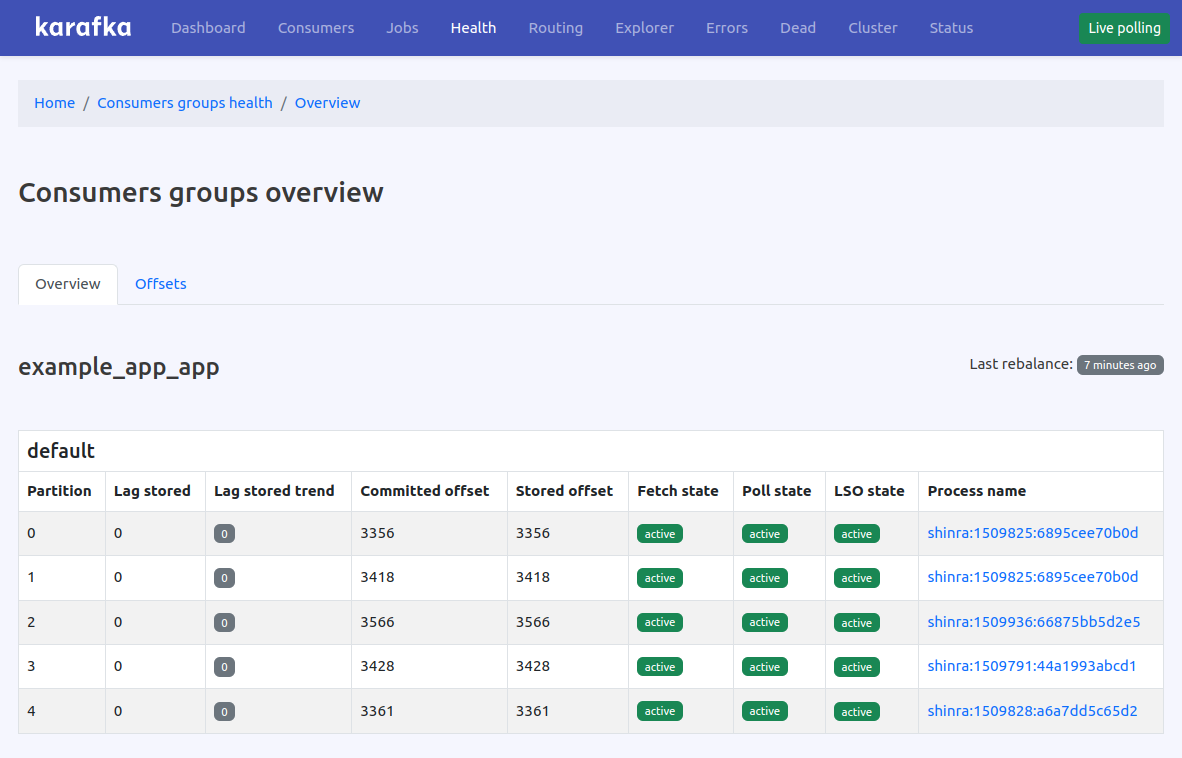 karafka Dashboard Consumers Jobs Health Routing Explorer Errors Dead Cluster Status Live polling
Home / Consumers groups health / Overview
Consumers groups overview
Overview Offsets
example_app_app Last rebalance: 7 minutes ago
default
Partition Lag stored Lag stored trend Committed offset Stored offset Fetch state Poll state LSO state Process name
0 0 0 3356 3356 active active active shinra:1509825:6895cee70b0d
1 0 0 3418 3418 active active active shinra:1509825:6895cee70b0d
2 0 0 3566 3566 active active active shinra:1509936:66875bb5d2e5
3 0 0 3428 3428 active active active shinra:1509791:44a1993abcd1
4 0 0 3361 3361 active active active shinra:1509828:a6a7dd5c65d2